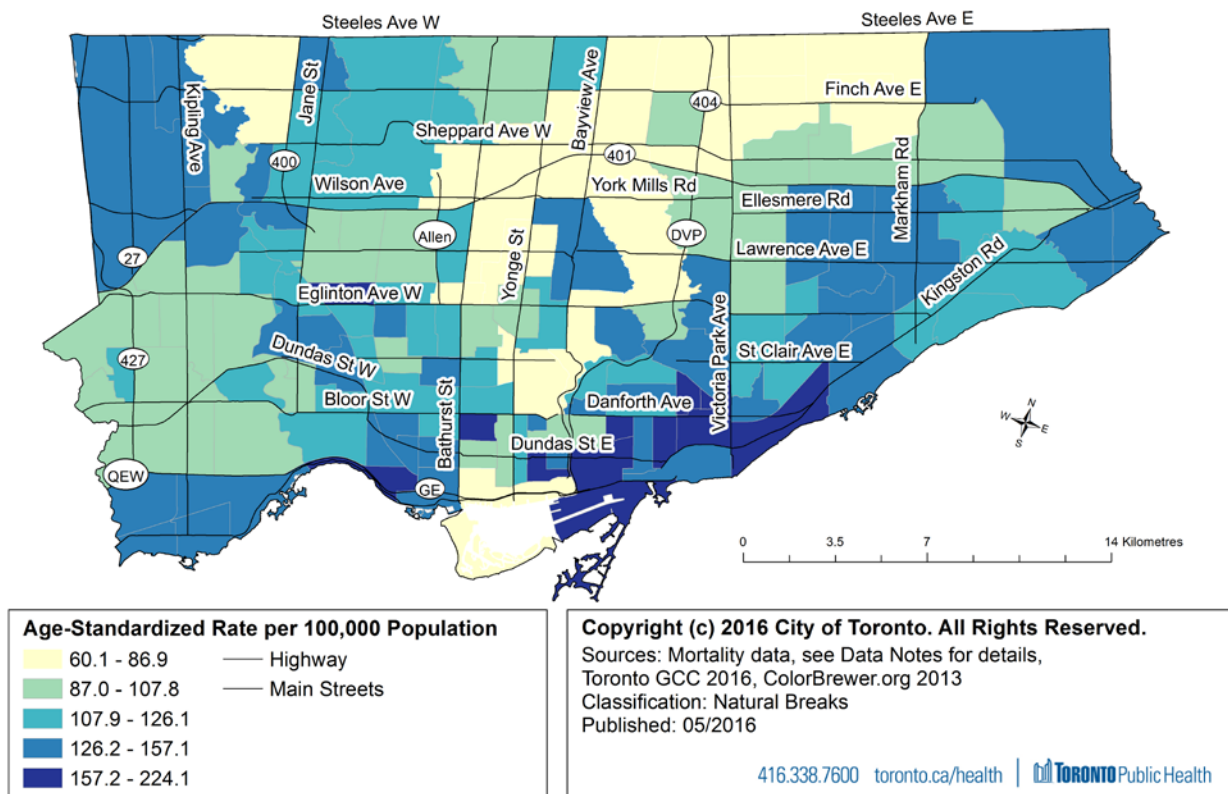 Steeles Ave W
Steeles Ave E
Kipling Ave
Jane St
Bayview Ave
404
Finch Ave E
Sheppard Ave W
401
400
Wilson Ave
York Mills Rd
Ellesmere Rd
Markham Rd
Allen
DVP
Lawrence Ave E
27
Yonge St
Kingston Rd
Eglinton Ave W
427
Dundas St W
Victoria Park Ave
St Clair Ave E
Bloor St W
Bathurst St
Danforth Ave
Dundas St E
QEW
GE
N
W
E
S
0 3.5 7 14 Kilometres
Age-Standardized Rate per 100,000 Population
60.1 - 86.9 Highway
87.0 - 107.8 Main Streets
107.9 - 126.1
126.2 - 157.1
157.2 - 224.1
Copyright (c) 2016 City of Toronto. All Rights Reserved.
Sources: Mortality data, see Data Notes for details,
Toronto GCC 2016, ColorBrewer.org 2013
Classification: Natural Breaks
Published: 05/2016
416.338.7600 toronto.ca/health TORONTO Public Health